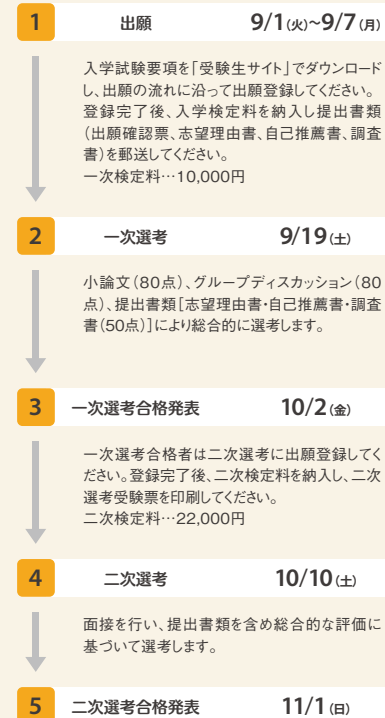 1 出願 9/1(火)~9/7(月)
入学試験要項を「受験生サイト」でダウンロード
し、出願の流れに沿って出願登録してください。
登録完了後、入学検定料を納入し提出書類
（出願確認票、志望理由書、自己推薦書、調査
書）を郵送してください。
一次検定料…10,000円
2 一次選考 9/19(土)
小論文（80点）、グループディスカッション（80
点）、提出書類［志望理由書・自己推薦書・調査
書（50点）］により総合的に選考します。
3 一次選考合格発表 10/2(金)
一次選考合格者は二次選考に出願登録してく
ださい。登録完了後、二次検定料を納入し、二次
選考受験票を印刷してください。
二次検定料…22,000円
4 二次選考 10/10(土)
面接を行い、提出書類を含め総合的な評価に
基づいて選考します。
5 二次選考合格発表 11/1(日)